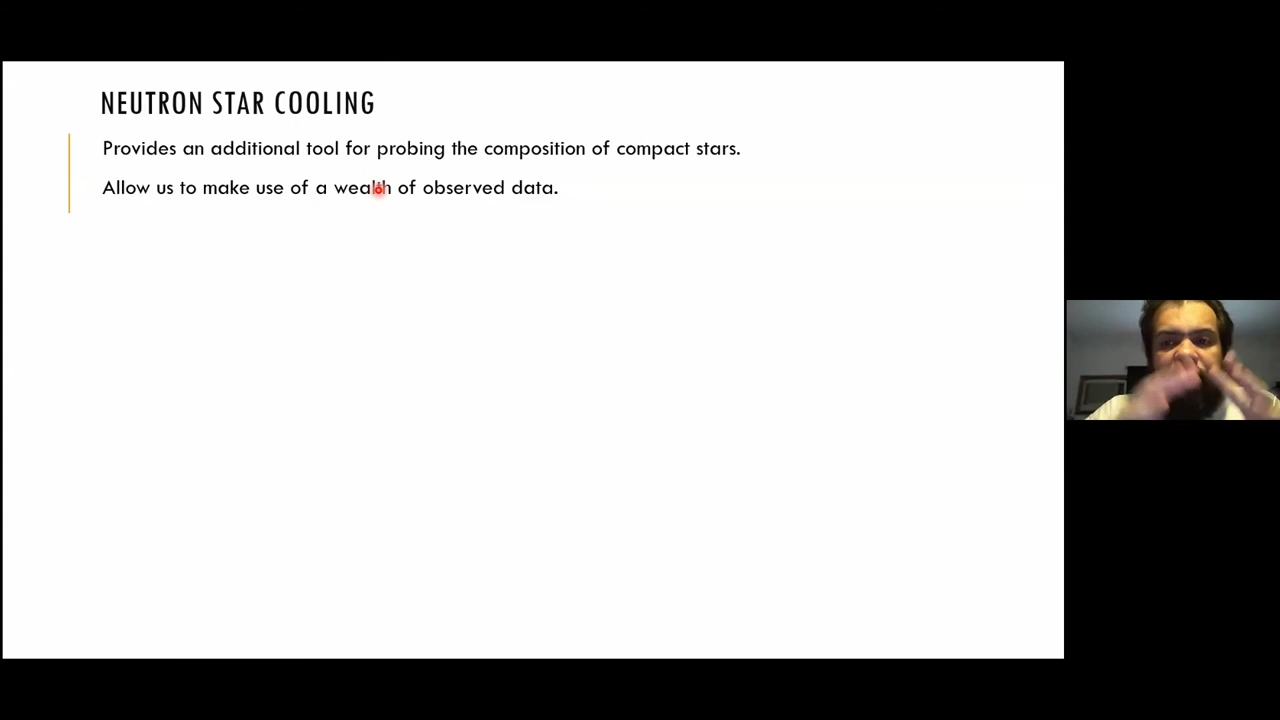 NEUTRON STAR COOLING
Provides an additional tool for probing the composition of compact stars.
Allow us to make use of a wealth of observed data.